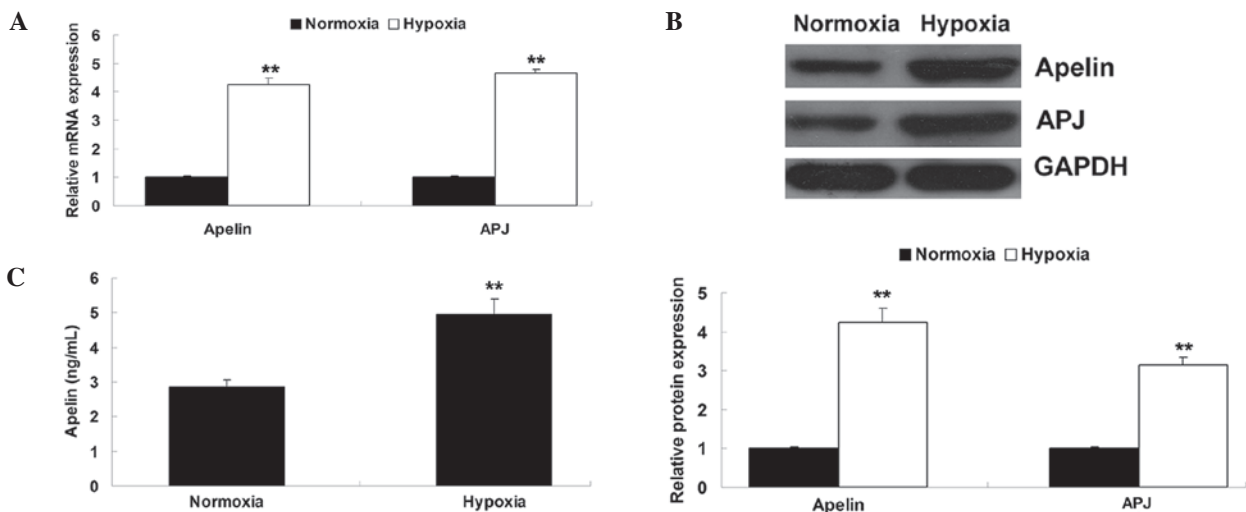 A
■ Normoxia □ Hypoxia
Relative mRNA expression
6
5
4
3
2
1
0
**
**
Apelin
APJ
B
Normoxia Hypoxia
Apelin
APJ
GAPDH
■ Normoxia □ Hypoxia
Relative protein expression
5
4
3
2
1
0
**
**
Apelin
APJ
C
Apelin (ng/mL)
6
5
4
3
2
1
0
**
Normoxia
Hypoxia